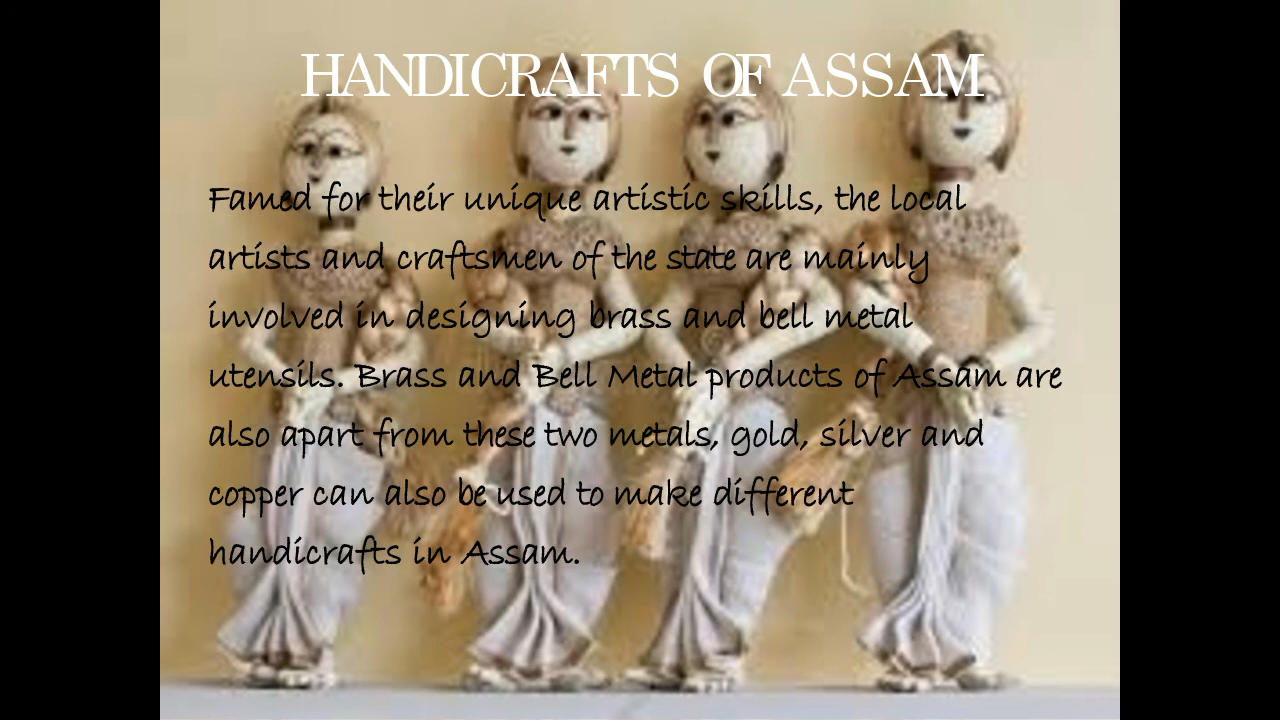 HANDICRAFTS OF ASSAM
Famed for their unique artistic skills, the local
artists and craftsmen of the state are mainly
involved in designing brass and bell metal
utensils. Brass and Bell Metal products of Assam are
also apart from these two metals, gold, silver and
copper can also be used to make different
handicrafts in Assam.